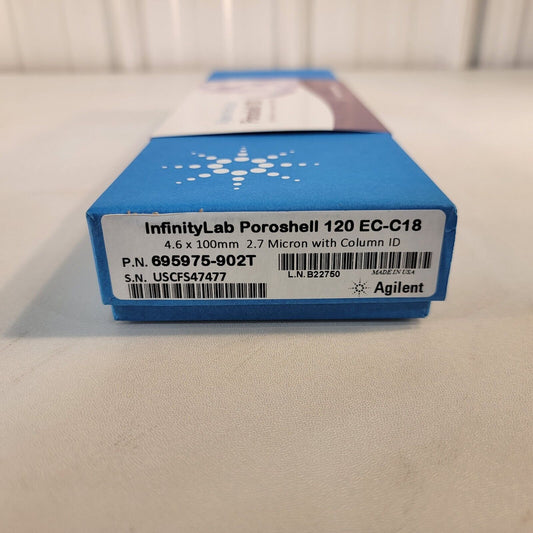 InfinityLab Poroshell 120 EC-C18
4.6 x 100mm 2.7 Micron with Column ID
P.N. 695975-902T
S.N. USCFS47477
L.N. B22750
MADE IN USA
Agilent